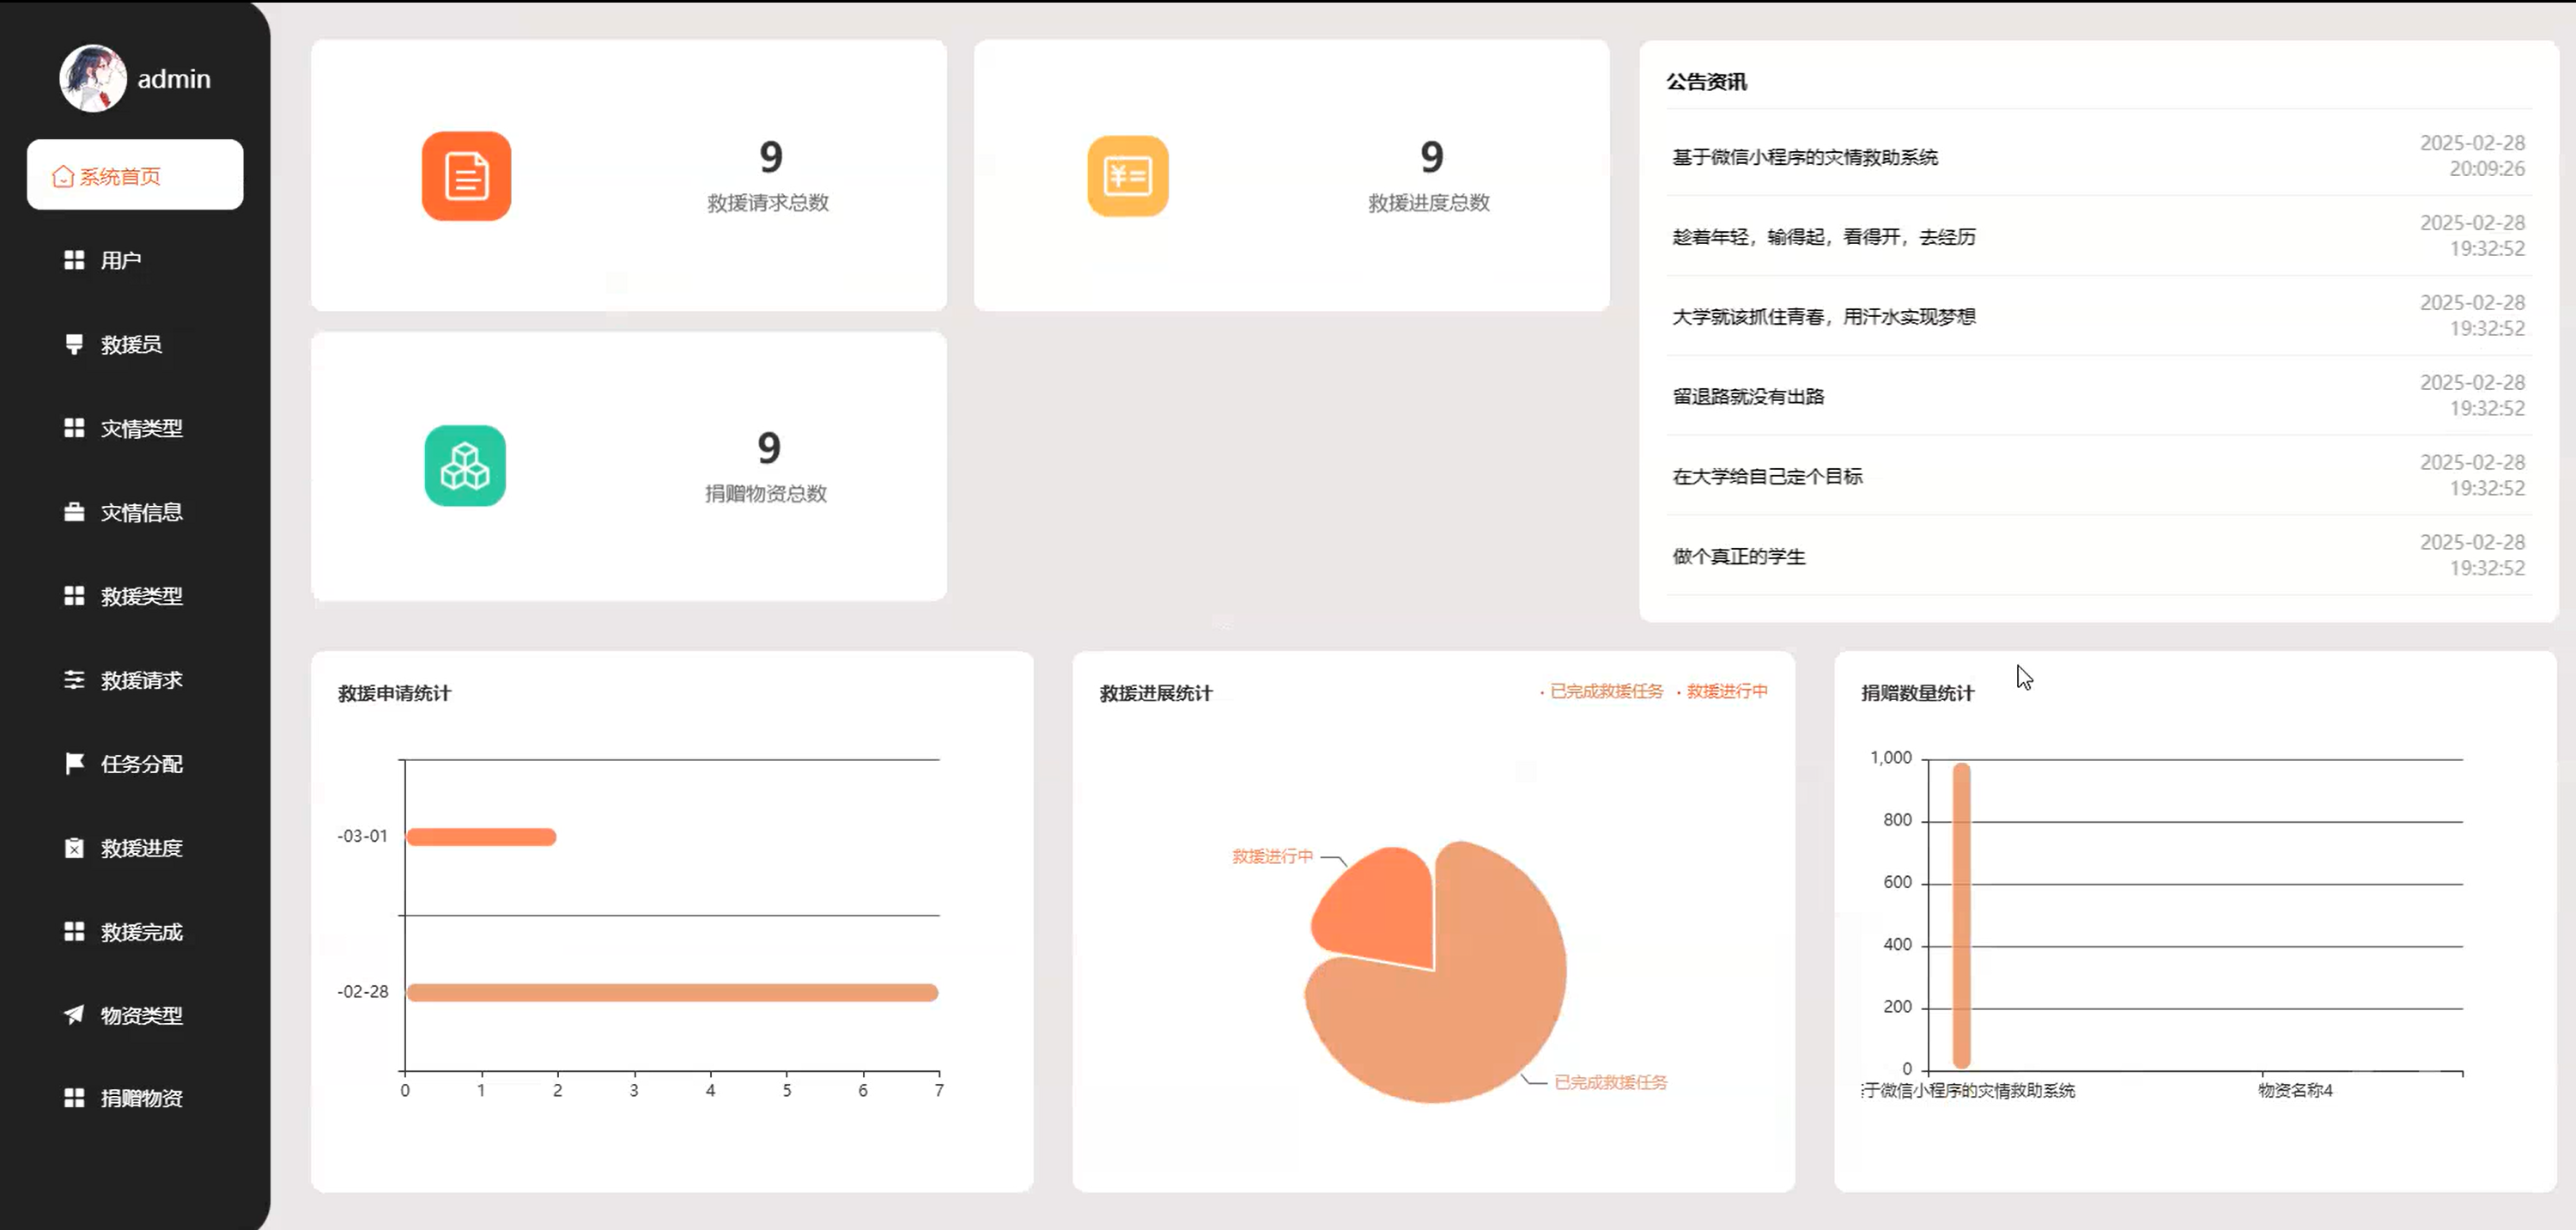 admin
系统首页
用户
救援员
灾情类型
灾情信息
救援类型
救援请求
任务分配
救援进度
救援完成
物资类型
捐赠物资
9
救援请求总数
9
救援进度总数
9
捐赠物资总数
公告资讯
基于微信小程序的灾情救助系统
2025-02-28
20:09:26
趁着年轻，输得起，看得开，去经历
2025-02-28
19:32:52
大学就该抓住青春，用汗水实现梦想
2025-02-28
19:32:52
留退路就没有出路
2025-02-28
19:32:52
在大学给自己定个目标
2025-02-28
19:32:52
做个真正的学生
2025-02-28
19:32:52
救援申请统计
-03-01
-02-28
0 1 2 3 4 5 6 7
救援进展统计
已完成救援任务 救援进行中
救援进行中
已完成救援任务
捐赠数量统计
1,000
800
600
400
200
0
于微信小程序的灾情救助系统 物资名称4